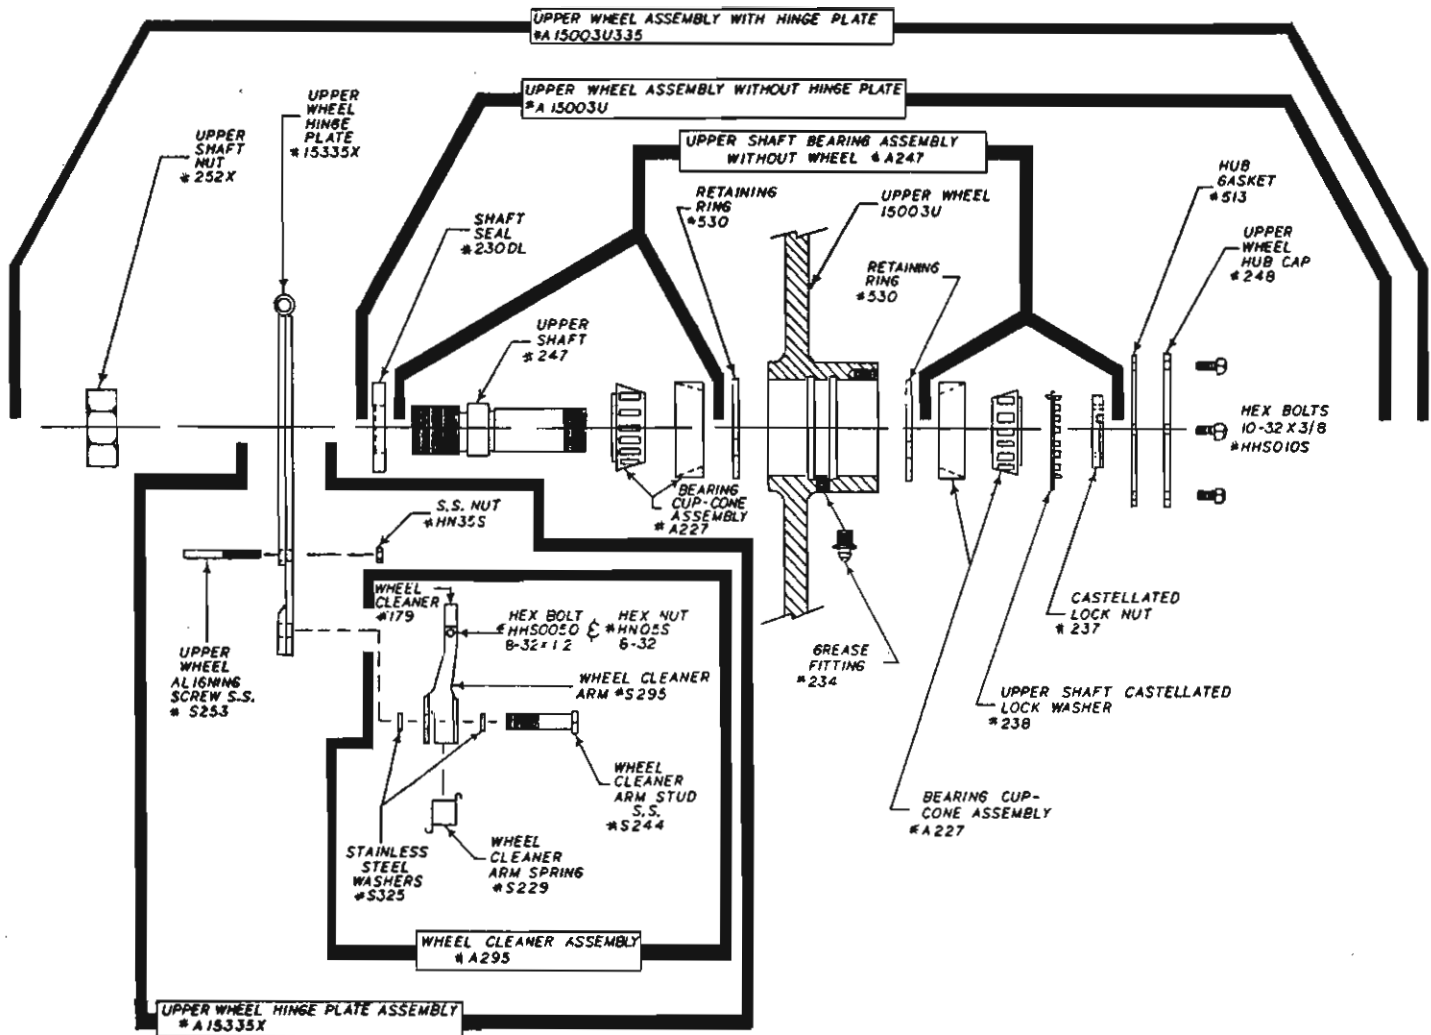 UPPER WHEEL ASSEMBLY WITH HINGE PLATE
#A15003U335
UPPER WHEEL ASSEMBLY WITHOUT HINGE PLATE
#A15003U
UPPER SHAFT BEARING ASSEMBLY
WITHOUT WHEEL #A247
UPPER
WHEEL
HINGE
PLATE
#15335X
UPPER
SHAFT
NUT
#252X
SHAFT
SEAL
#230DL
RETAINING
RING
#530
UPPER WHEEL
15003U
HUB
GASKET
#513
UPPER
WHEEL
HUB CAP
#248
RETAINING
RING
#530
UPPER
SHAFT
#247
HEX BOLTS
10-32X3/8
#HHS010S
BEARING
CUP-CONE
ASSEMBLY
#A227
S.S. NUT
#HN35S
WHEEL
CLEANER
#179
HEX BOLT
#HHS0050
8-32x1 2
&
HEX NUT
#HN05S
6-32
CASTELLATED
LOCK NUT
#237
UPPER
WHEEL
ALIGNING
SCREW S.S.
# S253
WHEEL CLEANER
ARM #S295
GREASE
FITTING
#234
UPPER SHAFT CASTELLATED
LOCK WASHER
#238
WHEEL
CLEANER
ARM STUD
S.S.
#S244
BEARING CUP-
CONE ASSEMBLY
#A227
STAINLESS
STEEL
WASHERS
#S325
WHEEL
CLEANER
ARM SPRING
#S229
WHEEL CLEANER ASSEMBLY
#A295
UPPER WHEEL HINGE PLATE ASSEMBLY
#A15335X